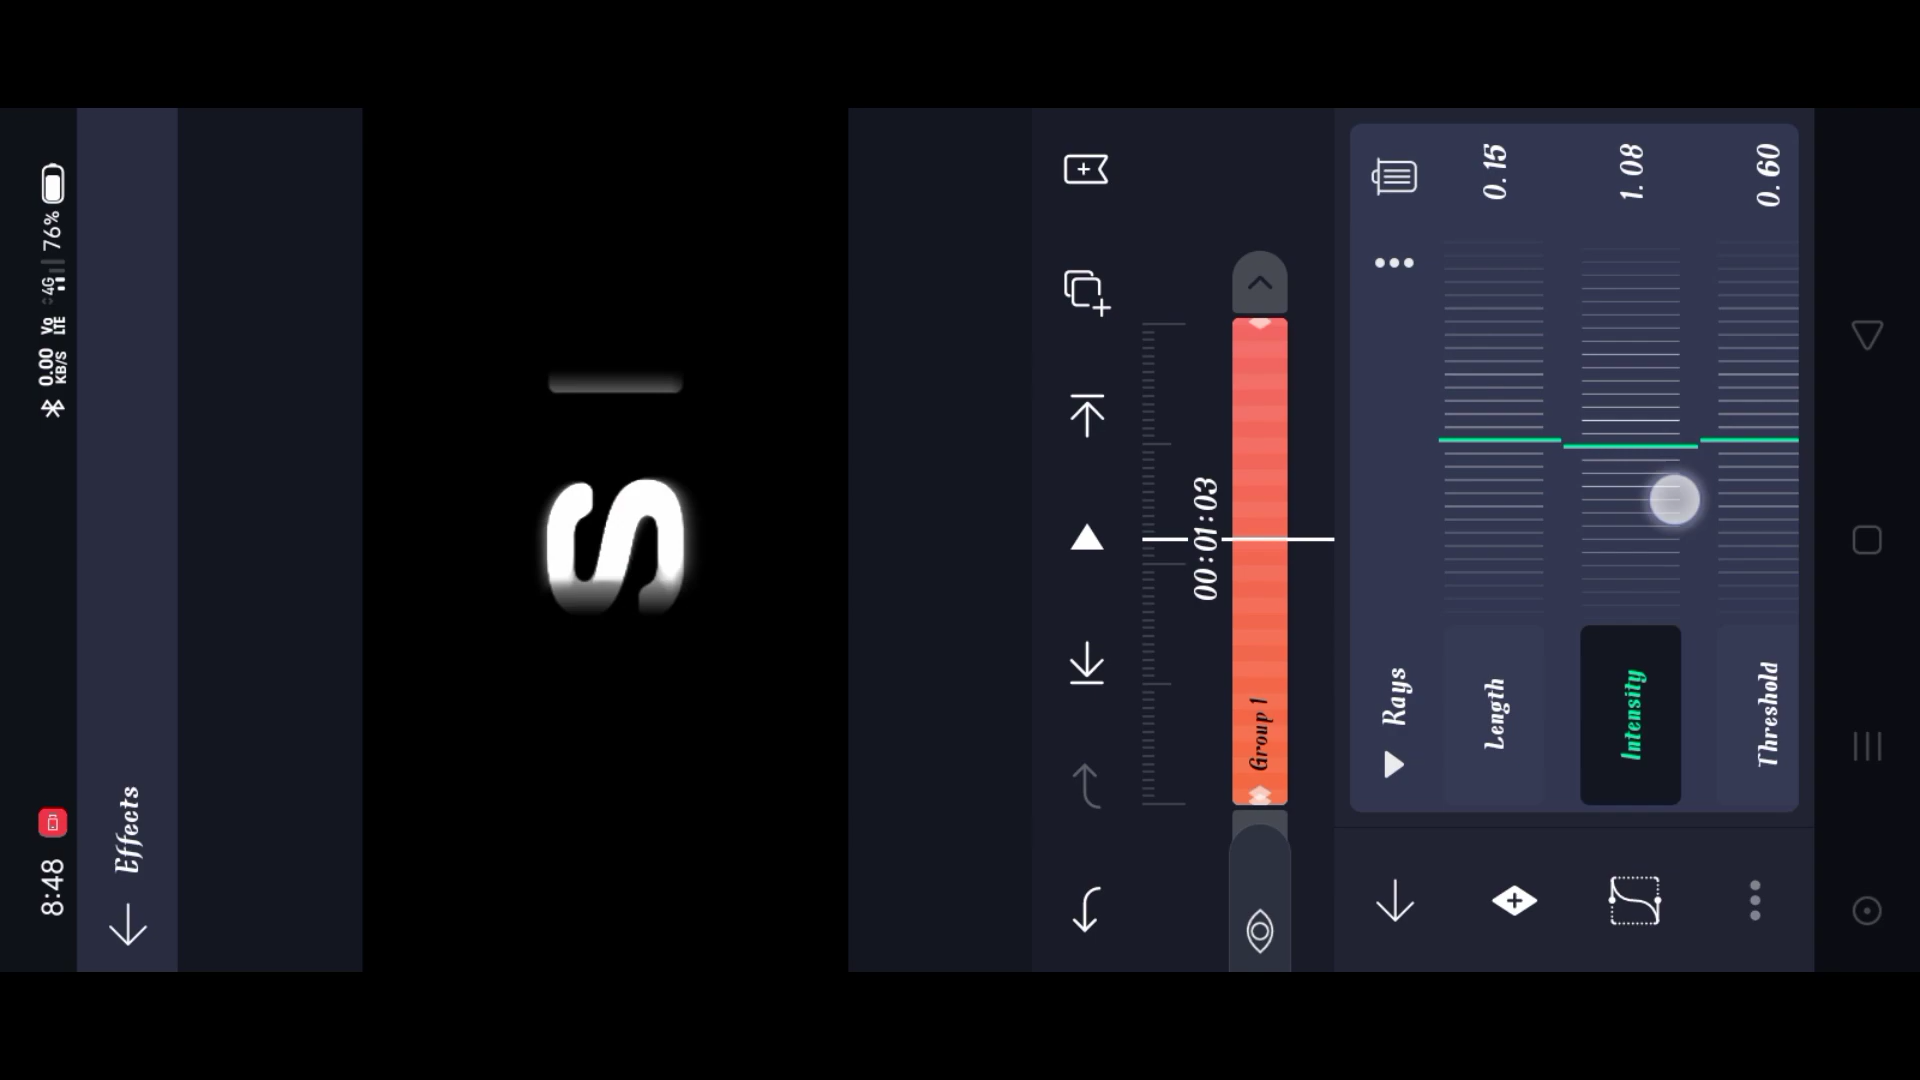 8:48
0.00 KB/S
Vo LTE
4G
76%
Effects
S
00:01:03
Group 1
Rays
Length
0.15
Intensity
1.08
Threshold
0.60